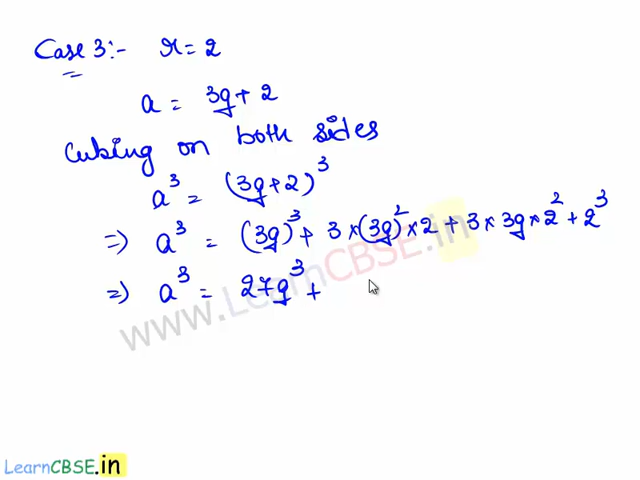 Case 3:- r = 2
a = 3q + 2
Cubing on both sides
a³ = (3q + 2)³
=) a³ = (3q)³ + 3 × (3q)² × 2 + 3 × 3q × 2² + 2³
=) a³ = 27q³ +
www.LearnCBSE.in
LearnCBSE.in